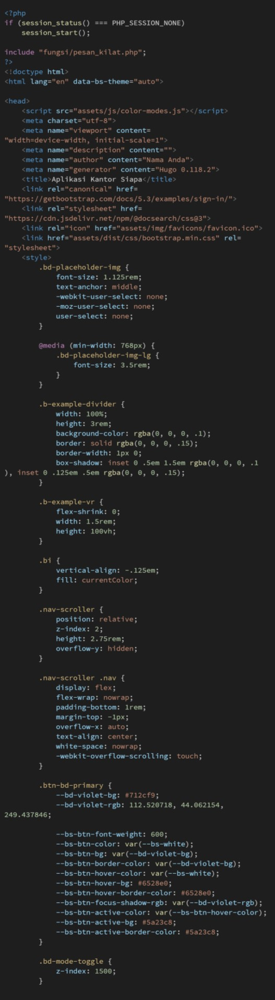 <?php
if (session_status() === PHP_SESSION_NONE)
    session_start();

include "fungsi/pesan_kilat.php";
?>
<!doctype html>
<html lang="en" data-bs-theme="auto">

<head>
    <script src="assets/js/color-modes.js"></script>
    <meta charset="utf-8">
    <meta name="viewport" content=
"width=device-width, initial-scale=1">
    <meta name="description" content="">
    <meta name="author" content="Nama Anda">
    <meta name="generator" content="Hugo 0.118.2">
    <title>Aplikasi Kantor Siapa</title>
    <link rel="canonical" href=
"https://getbootstrap.com/docs/5.3/examples/sign-in/">
    <link rel="stylesheet" href=
"https://cdn.jsdelivr.net/npm/@docsearch/css@3">
    <link rel="icon" href="assets/img/favicons/favicon.ico">
    <link href="assets/dist/css/bootstrap.min.css" rel=
"stylesheet">
    <style>
        .bd-placeholder-img {
            font-size: 1.125rem;
            text-anchor: middle;
            -webkit-user-select: none;
            -moz-user-select: none;
            user-select: none;
        }

        @media (min-width: 768px) {
            .bd-placeholder-img-lg {
                font-size: 3.5rem;
            }
        }

        .b-example-divider {
            width: 100%;
            height: 3rem;
            background-color: rgba(0, 0, 0, .1);
            border: solid rgba(0, 0, 0, .15);
            border-width: 1px 0;
            box-shadow: inset 0 .5em 1.5em rgba(0, 0, 0, .1
), inset 0 .125em .5em rgba(0, 0, 0, .15);
        }

        .b-example-vr {
            flex-shrink: 0;
            width: 1.5rem;
            height: 100vh;
        }

        .bi {
            vertical-align: -.125em;
            fill: currentColor;
        }

        .nav-scroller {
            position: relative;
            z-index: 2;
            height: 2.75rem;
            overflow-y: hidden;
        }

        .nav-scroller .nav {
            display: flex;
            flex-wrap: nowrap;
            padding-bottom: 1rem;
            margin-top: -1px;
            overflow-x: auto;
            text-align: center;
            white-space: nowrap;
            -webkit-overflow-scrolling: touch;
        }

        .btn-bd-primary {
            --bd-violet-bg: #712cf9;
            --bd-violet-rgb: 112.520718, 44.062154,
249.437846;

            --bs-btn-font-weight: 600;
            --bs-btn-color: var(--bs-white);
            --bs-btn-bg: var(--bd-violet-bg);
            --bs-btn-border-color: var(--bd-violet-bg);
            --bs-btn-hover-color: var(--bs-white);
            --bs-btn-hover-bg: #6528e0;
            --bs-btn-hover-border-color: #6528e0;
            --bs-btn-focus-shadow-rgb: var(--bd-violet-rgb);
            --bs-btn-active-color: var(--bs-btn-hover-color);
            --bs-btn-active-bg: #5a23c8;
            --bs-btn-active-border-color: #5a23c8;
        }

        .bd-mode-toggle {
            z-index: 1500;
        }